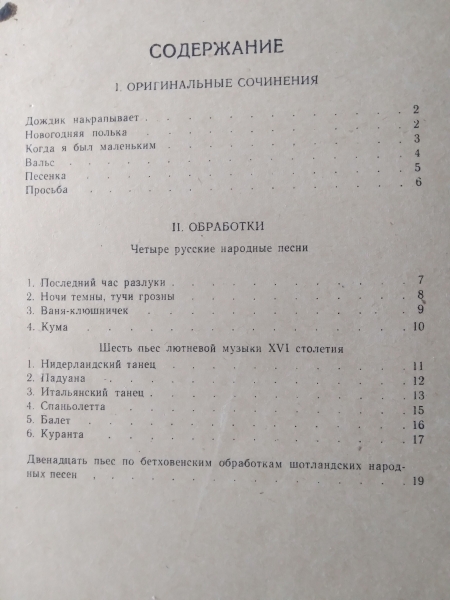 СОДЕРЖАНИЕ
I. ОРИГИНАЛЬНЫЕ СОЧИНЕНИЯ
Дождик накрапывает . . . . . . . . . . 2
Новогодняя полька . . . . . . . . . . 2
Когда я был маленьким . . . . . . . . . 3
Вальс . . . . . . . . . . . . 4
Песенка . . . . . . . . . . . . 5
Просьба . . . . . . . . . . . . 6
II. ОБРАБОТКИ
Четыре русские народные песни
1. Последний час разлуки . . . . . . . . . 7
2. Ночи темны, тучи грозны . . . . . . . . 8
3. Ваня-клюшничек . . . . . . . . . . 9
4. Кума . . . . . . . . . . . . 10
Шесть пьес лютневой музыки XVI столетия
1. Нидерландский танец . . . . . . . . . 11
2. Падуана . . . . . . . . . . . 12
3. Итальянский танец . . . . . . . . . . 13
4. Спаньолетта . . . . . . . . . . . 15
5. Балет . . . . . . . . . . . . 16
6. Куранта . . . . . . . . . . . 17
Двенадцать пьес по бетховенским обработкам шотландских народ-
ных песен . . . . . . . . . . . 19